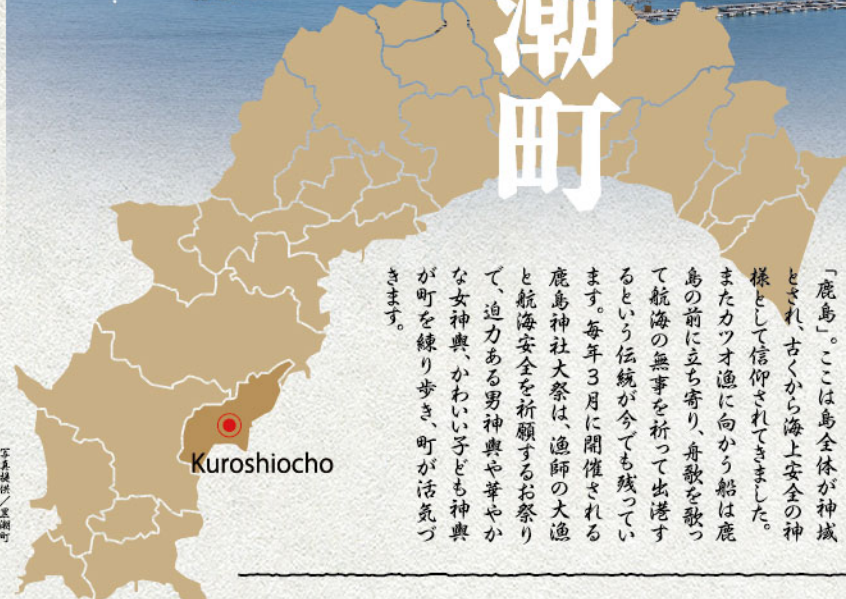 潮町
「鹿島」。ここは島全体が神域
とされ、古くから海上安全の神
様として信仰されてきました。
またカツオ漁に向かう船は鹿
島の前に立ち寄り、舟歌を歌っ
て航海の無事を祈って出港す
るという伝統が今でも残ってい
ます。毎年3月に開催される
鹿島神社大祭は、漁師の大漁
と航海安全を祈願するお祭り
で、迫力ある男神輿や華やか
な女神輿、かわいい子ども神輿
が町を練り歩き、町が活気づ
きます。
Kuroshiocho
写真提供／黒潮町